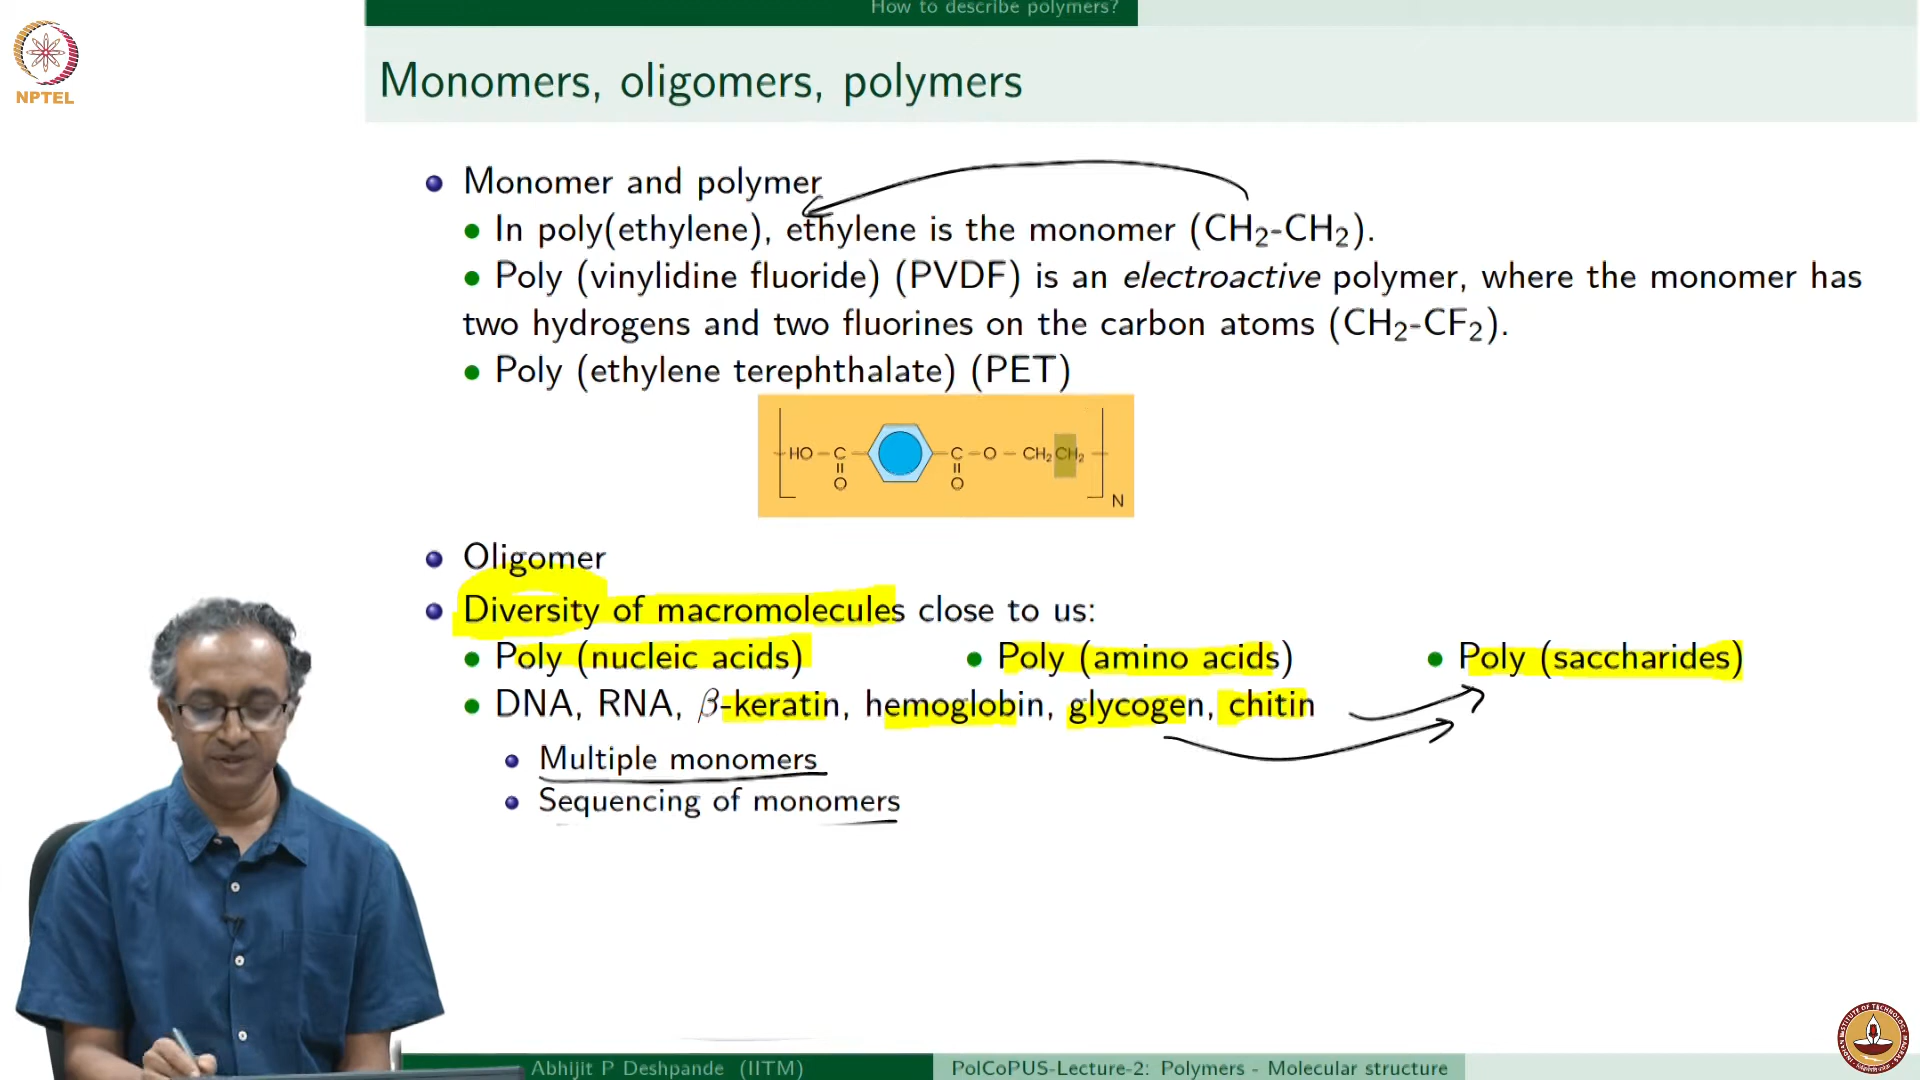 How to describe polymers?
NPTEL
Monomers, oligomers, polymers
Monomer and polymer
In poly(ethylene), ethylene is the monomer (CH₂-CH₂).
Poly (vinylidine fluoride) (PVDF) is an electroactive polymer, where the monomer has
two hydrogens and two fluorines on the carbon atoms (CH₂-CF₂).
Poly (ethylene terephthalate) (PET)
HO – C – C – O – CH₂ CH₂
O O
N
Oligomer
Diversity of macromolecules close to us:
Poly (nucleic acids) Poly (amino acids) Poly (saccharides)
DNA, RNA, β-keratin, hemoglobin, glycogen, chitin
Multiple monomers
Sequencing of monomers
Abhijit P Deshpande (IITM) PolCoPUS-Lecture-2: Polymers - Molecular structure